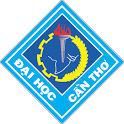 ĐẠI HỌC
CẦN THƠ